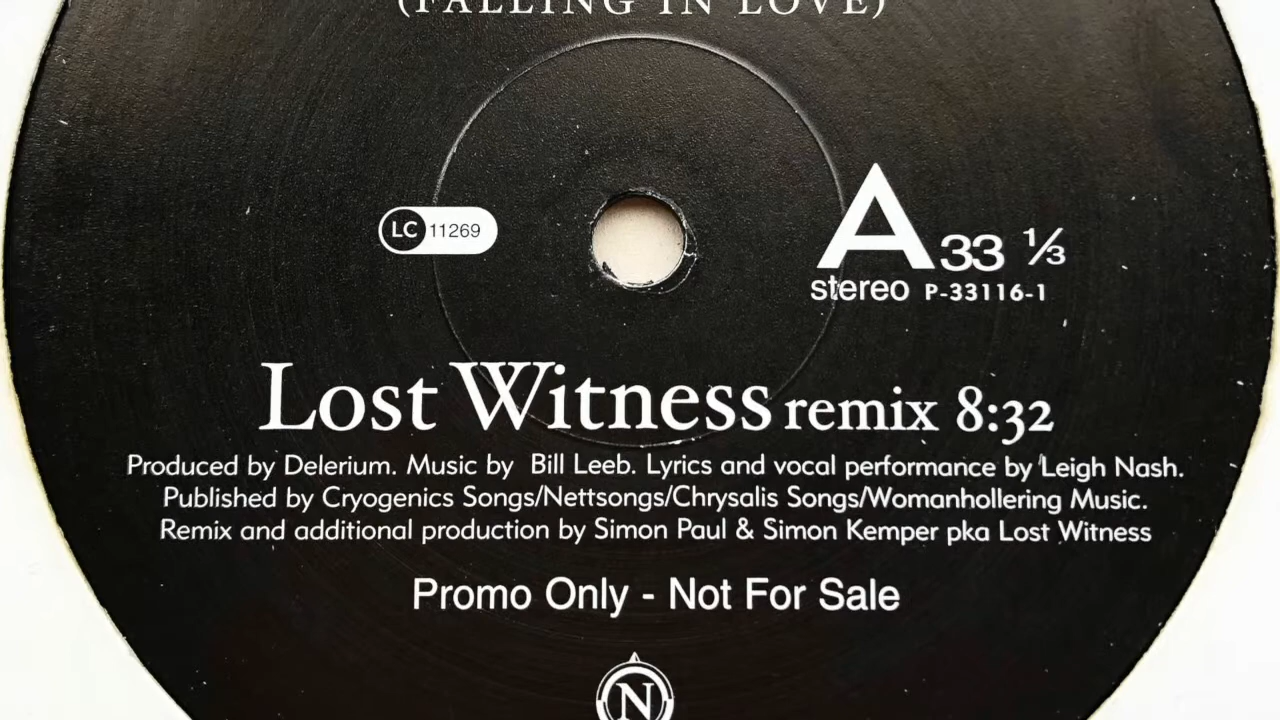 (FALLING IN LOVE)
LC 11269
A 33 ⅓
stereo P-33116-1
Lost Witness remix 8:32
Produced by Delerium. Music by Bill Leeb. Lyrics and vocal performance by Leigh Nash.
Published by Cryogenics Songs/Nettsongs/Chrysalis Songs/Womanhollering Music.
Remix and additional production by Simon Paul & Simon Kemper pka Lost Witness
Promo Only - Not For Sale
N